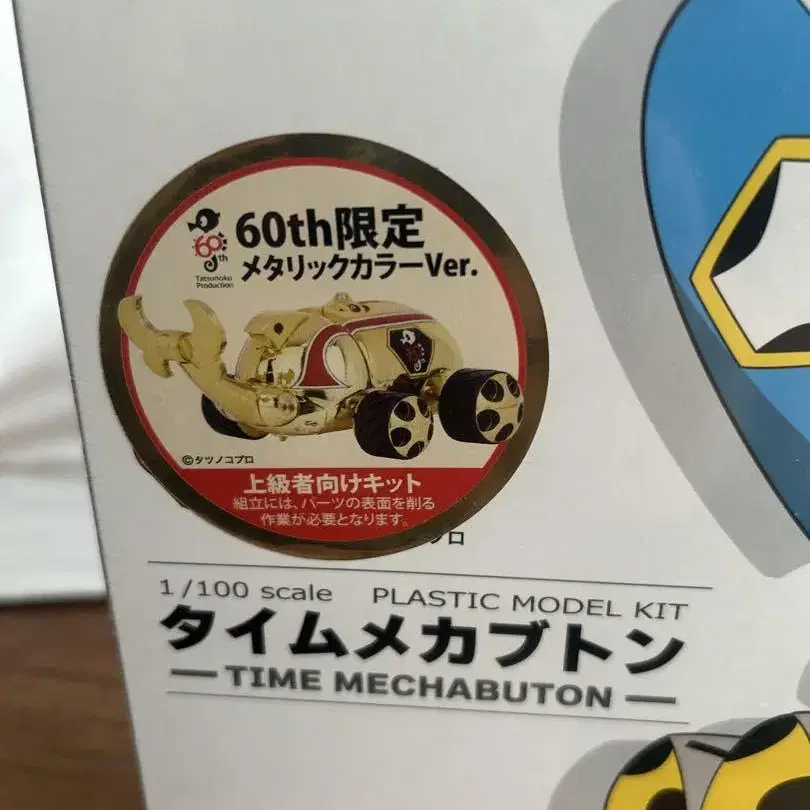 60th
Tatsunoko
Production
60th限定
メタリックカラーVer.
60th
©タツノコプロ
上級者向けキット
組立には、パーツの表面を削る
作業が必要となります。
プロ
1/100 scale PLASTIC MODEL KIT
タイムメカブトン
TIME MECHABUTON